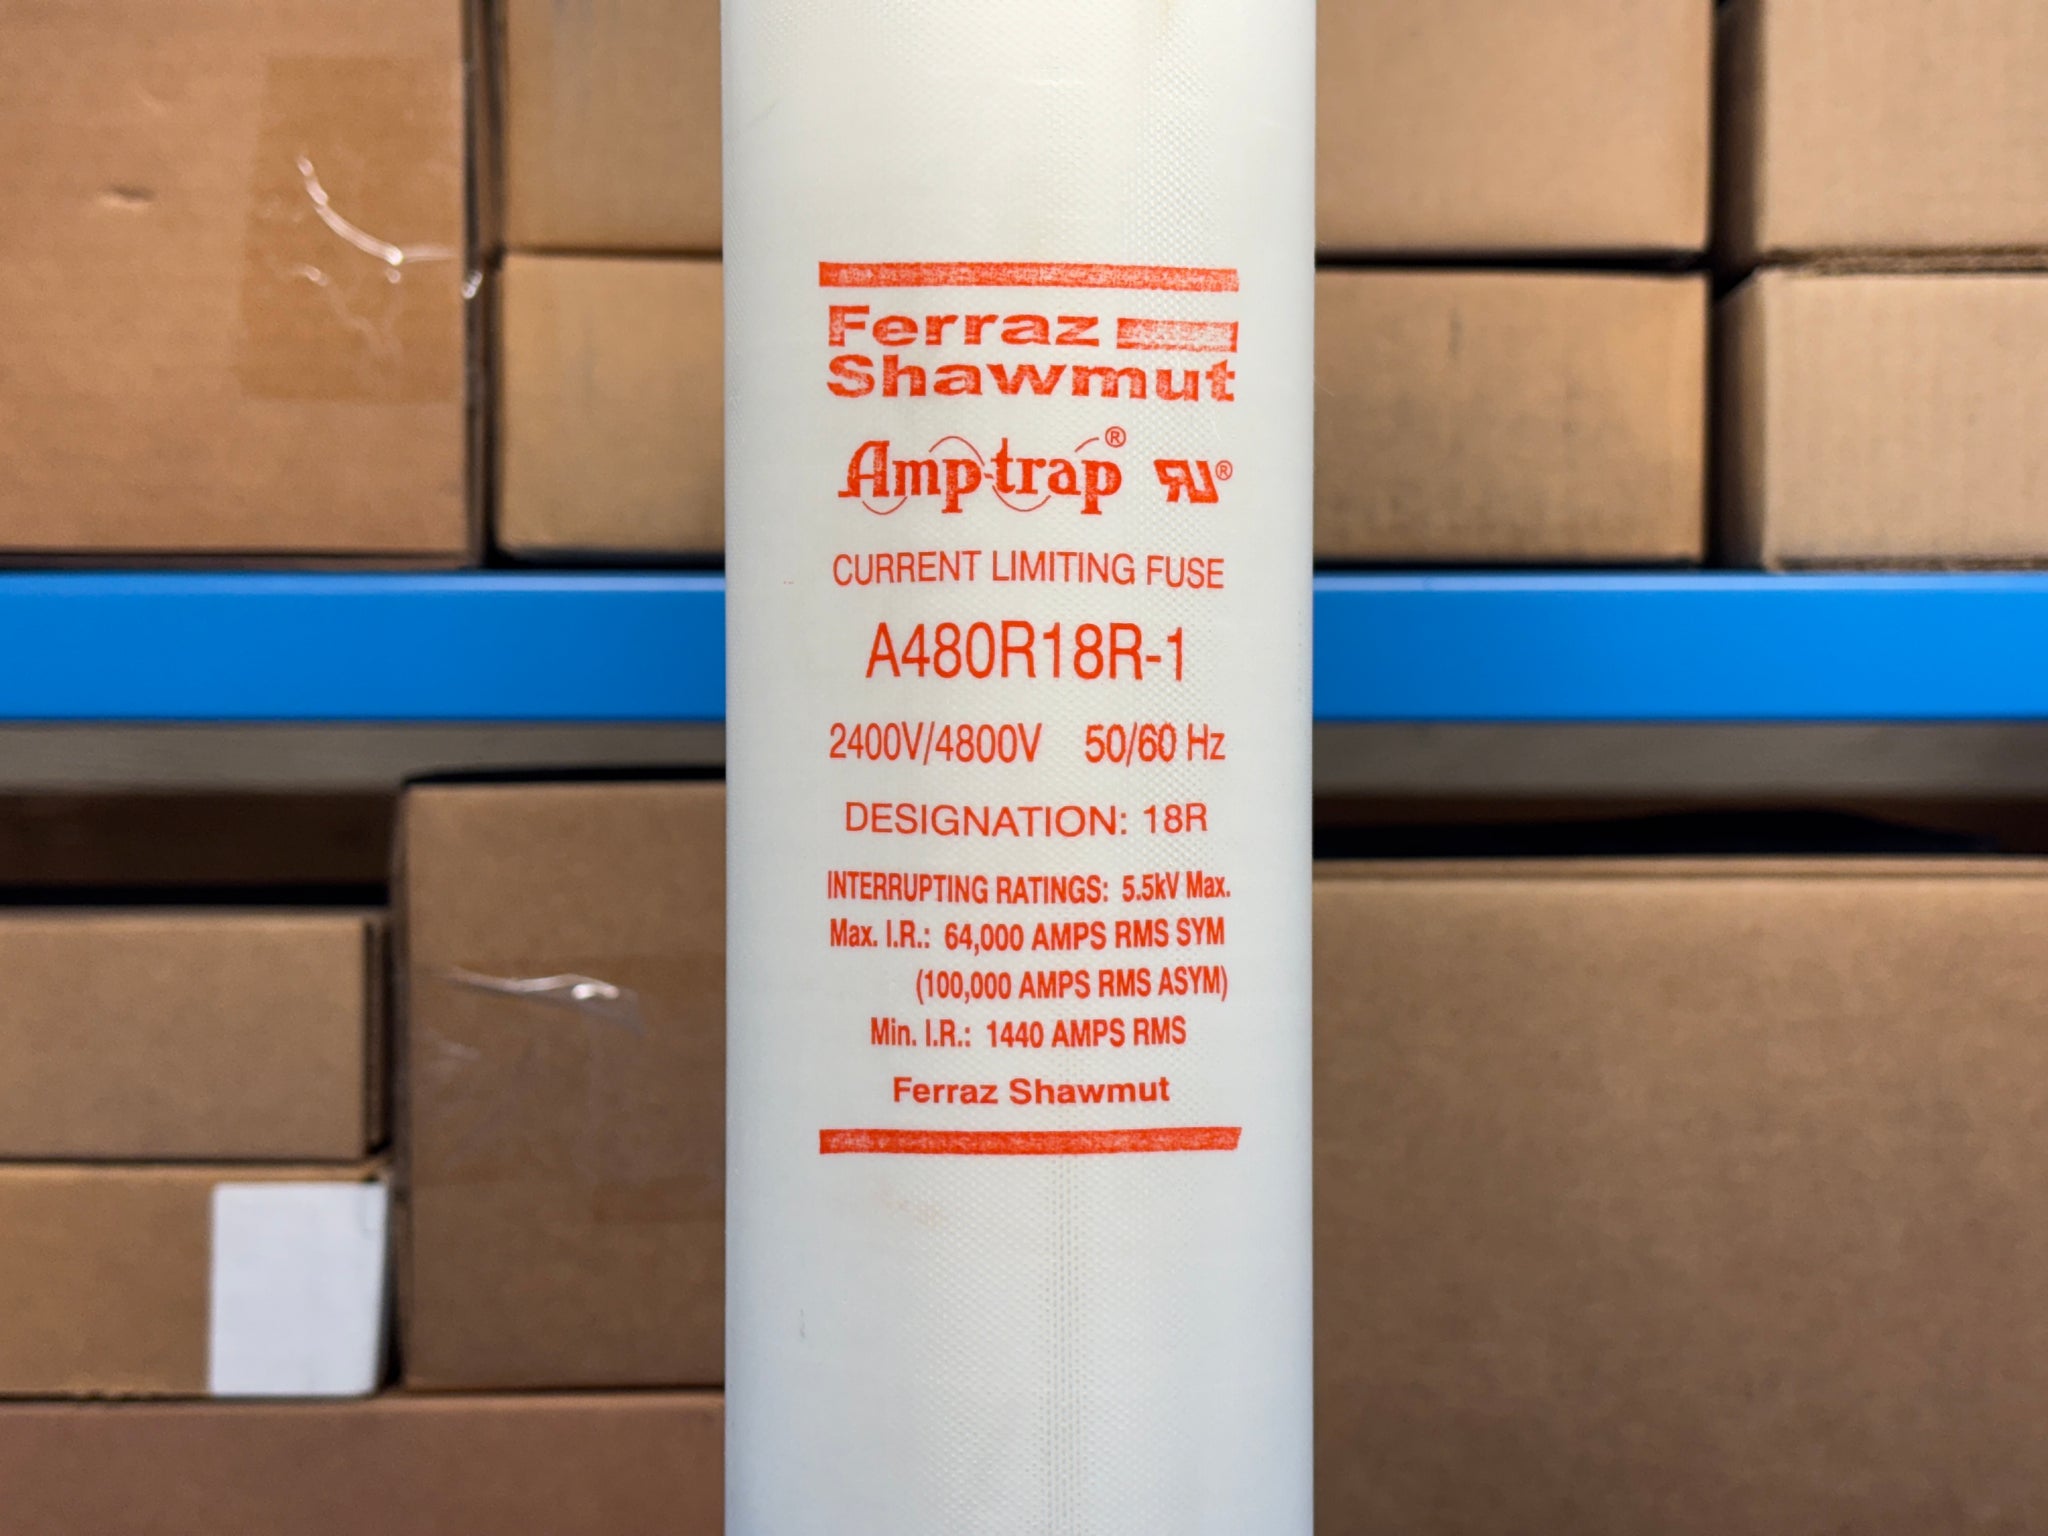 Ferraz
Shawmut
Amp-trap® RU®
CURRENT LIMITING FUSE
A480R18R-1
2400V/4800V 50/60 Hz
DESIGNATION: 18R
INTERRUPTING RATINGS: 5.5kV Max.
Max. I.R.: 64,000 AMPS RMS SYM
(100,000 AMPS RMS ASYM)
Min. I.R.: 1440 AMPS RMS
Ferraz Shawmut